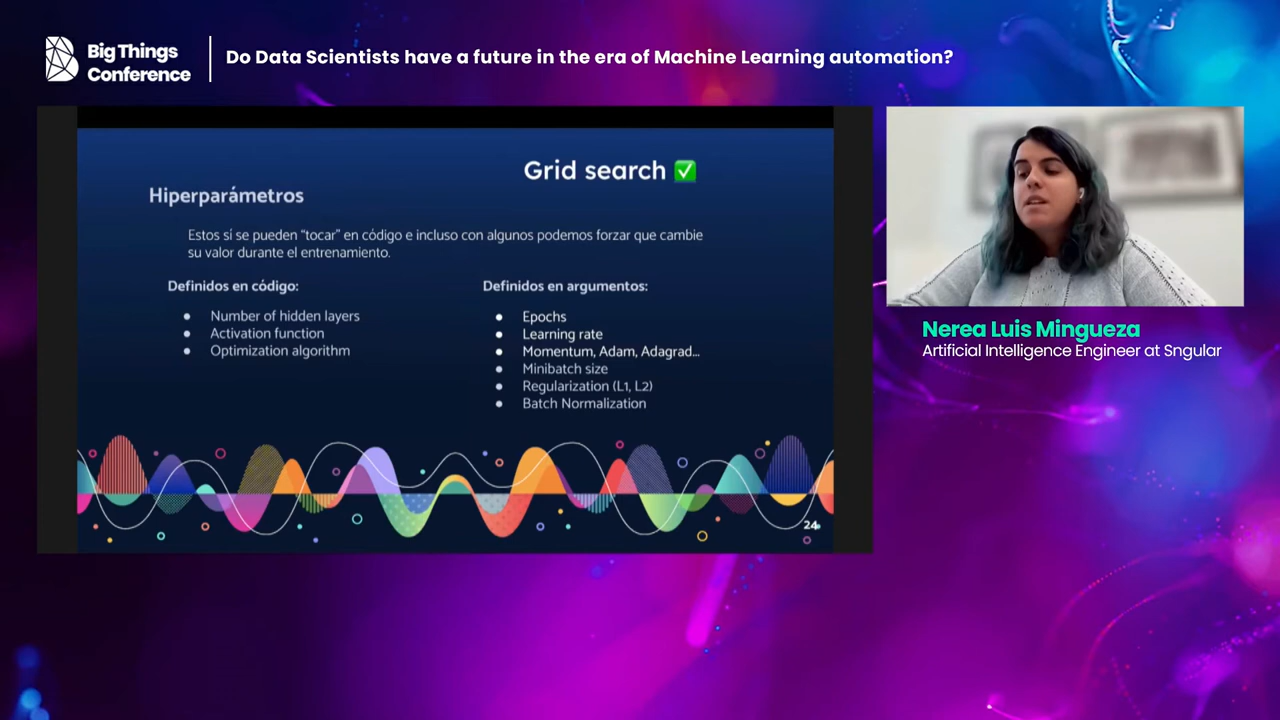 Big Things
Conference
Do Data Scientists have a future in the era of Machine Learning automation?
Grid search ✅
Hiperparámetros
Estos sí se pueden “tocar” en código e incluso con algunos podemos forzar que cambie
su valor durante el entrenamiento.
Definidos en código:
● Number of hidden layers
● Activation function
● Optimization algorithm
Definidos en argumentos:
● Epochs
● Learning rate
● Momentum, Adam, Adagrad...
● Minibatch size
● Regularization (L1, L2)
● Batch Normalization
24
Nerea Luis Mingueza
Artificial Intelligence Engineer at Sngular